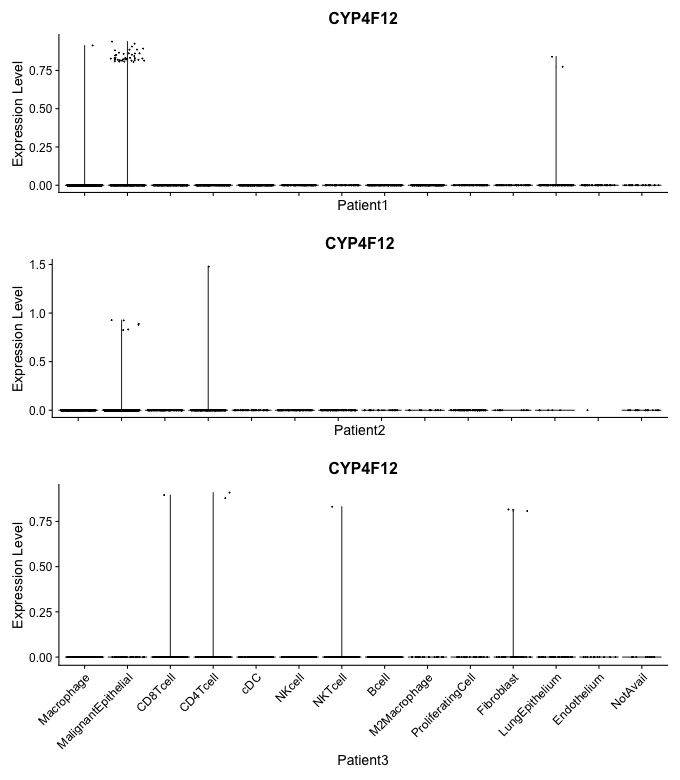 CYP4F12
Expression Level
0.75
0.50
0.25
0.00
Patient1
CYP4F12
Expression Level
1.5
1.0
0.5
0.0
Patient2
CYP4F12
Expression Level
0.75
0.50
0.25
0.00
Macrophage
MalignantEpithelial
CD8Tcell
CD4Tcell
cDC
NKcell
NKTcell
Bcell
M2Macrophage
ProliferatingCell
Fibroblast
LungEpithelium
Endothelium
NotAvail
Patient3